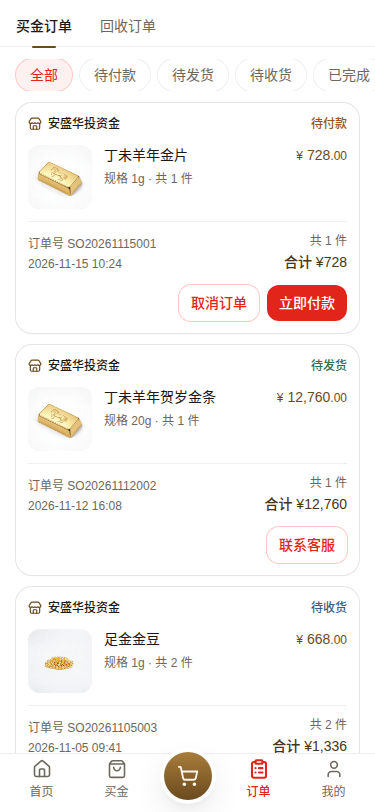 买金订单 回收订单
全部 待付款 待发货 待收货 已完成
安盛华投资金 待付款
丁未羊年金片 ¥ 728.00
规格 1g · 共 1 件
订单号 SO20261115001 共 1 件
2026-11-15 10:24 合计 ¥728
取消订单 立即付款
安盛华投资金 待发货
丁未羊年贺岁金条 ¥ 12,760.00
规格 20g · 共 1 件
订单号 SO20261112002 共 1 件
2026-11-12 16:08 合计 ¥12,760
联系客服
安盛华投资金 待收货
足金金豆 ¥ 668.00
规格 1g · 共 2 件
订单号 SO20261105003 共 2 件
2026-11-05 09:41 合计 ¥1,336
首页 买金 订单 我的